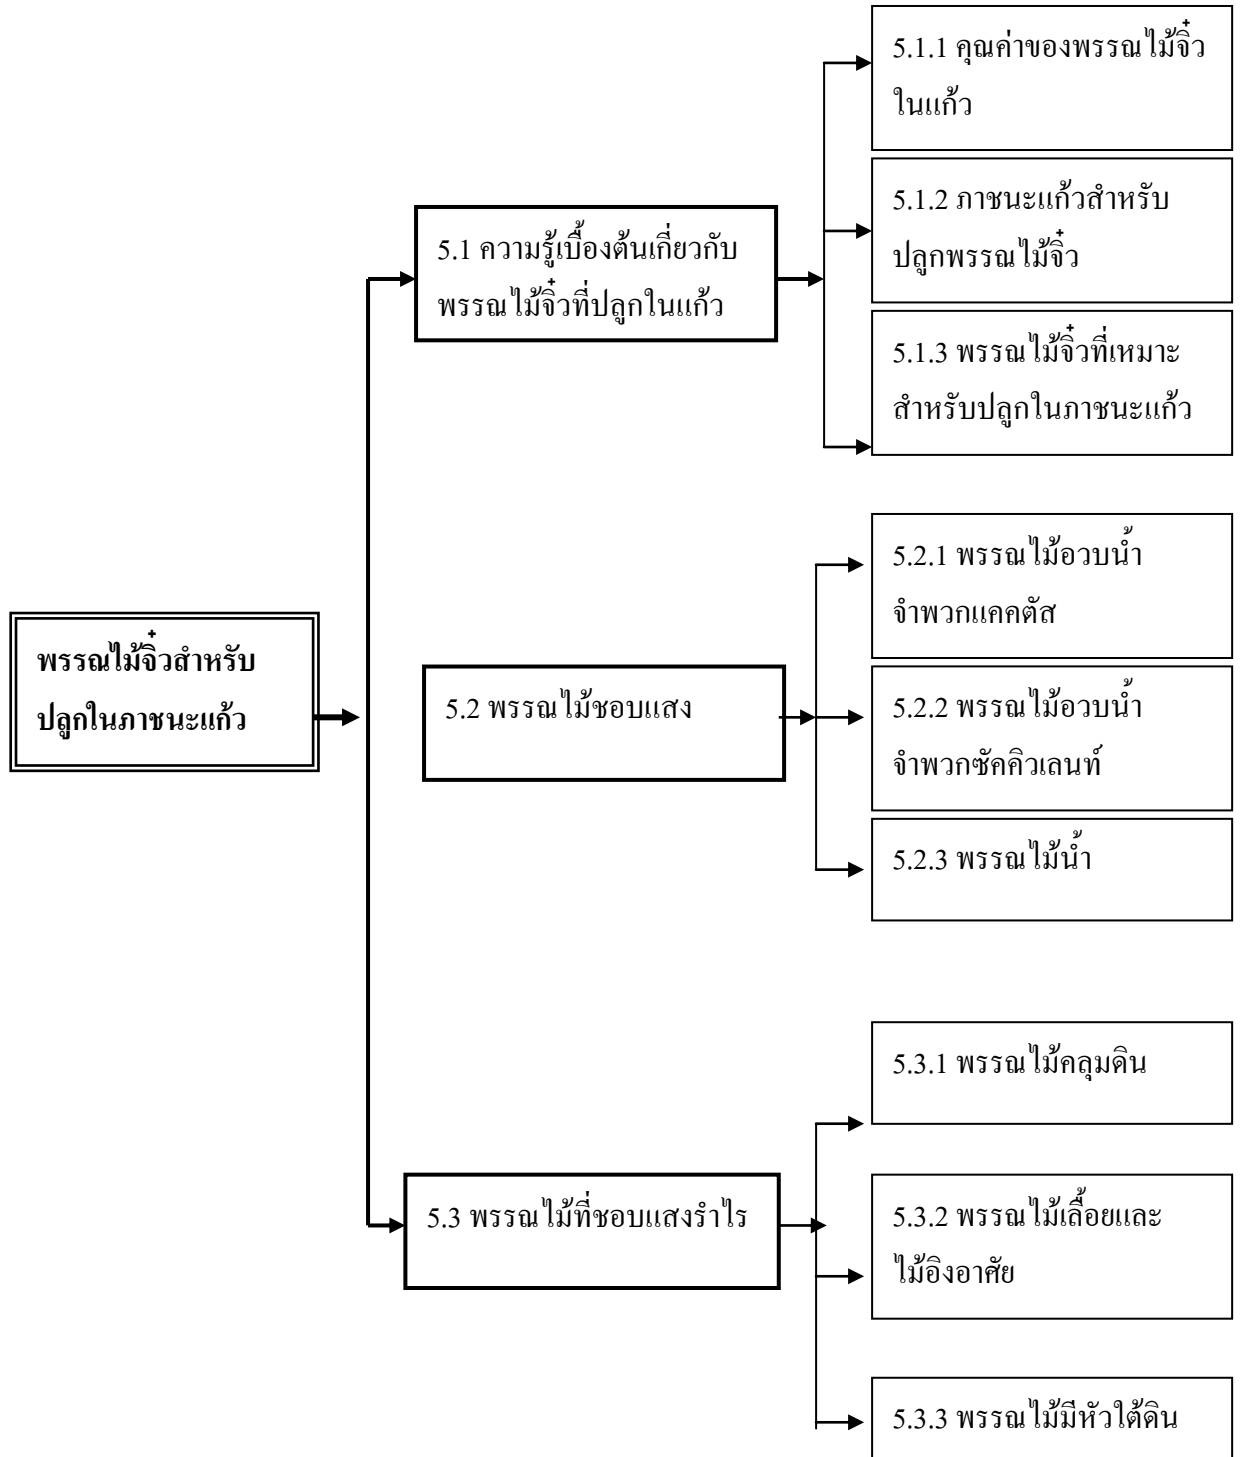 พรรณไม้จิ๋วสำหรับ
ปลูกในภาชนะแก้ว
5.1 ความรู้เบื้องต้นเกี่ยวกับ
พรรณไม้จิ๋วที่ปลูกในแก้ว
5.1.1 คุณค่าของพรรณไม้จิ๋ว
ในแก้ว
5.1.2 ภาชนะแก้วสำหรับ
ปลูกพรรณไม้จิ๋ว
5.1.3 พรรณไม้จิ๋วที่เหมาะ
สำหรับปลูกในภาชนะแก้ว
5.2 พรรณไม้ชอบแสง
5.2.1 พรรณไม้อวบน้ำ
จำพวกแคคตัส
5.2.2 พรรณไม้อวบน้ำ
จำพวกซัคคิวเลนท์
5.2.3 พรรณไม้น้ำ
5.3 พรรณไม้ที่ชอบแสงรำไร
5.3.1 พรรณไม้คลุมดิน
5.3.2 พรรณไม้เลื้อยและ
ไม้อิงอาศัย
5.3.3 พรรณไม้มีหัวใต้ดิน